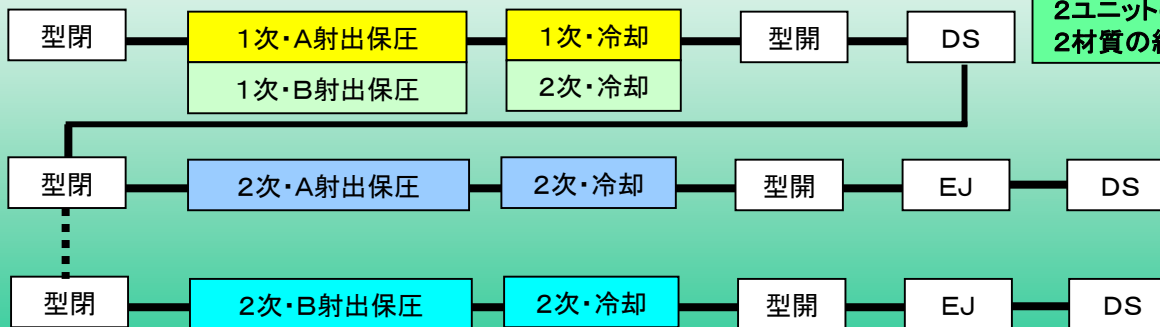 2ユニット
2材質の
型閉
1次・A射出保圧
1次・冷却
型開
DS
1次・B射出保圧
2次・冷却
型閉
2次・A射出保圧
2次・冷却
型開
EJ
DS
型閉
2次・B射出保圧
2次・冷却
型開
EJ
DS